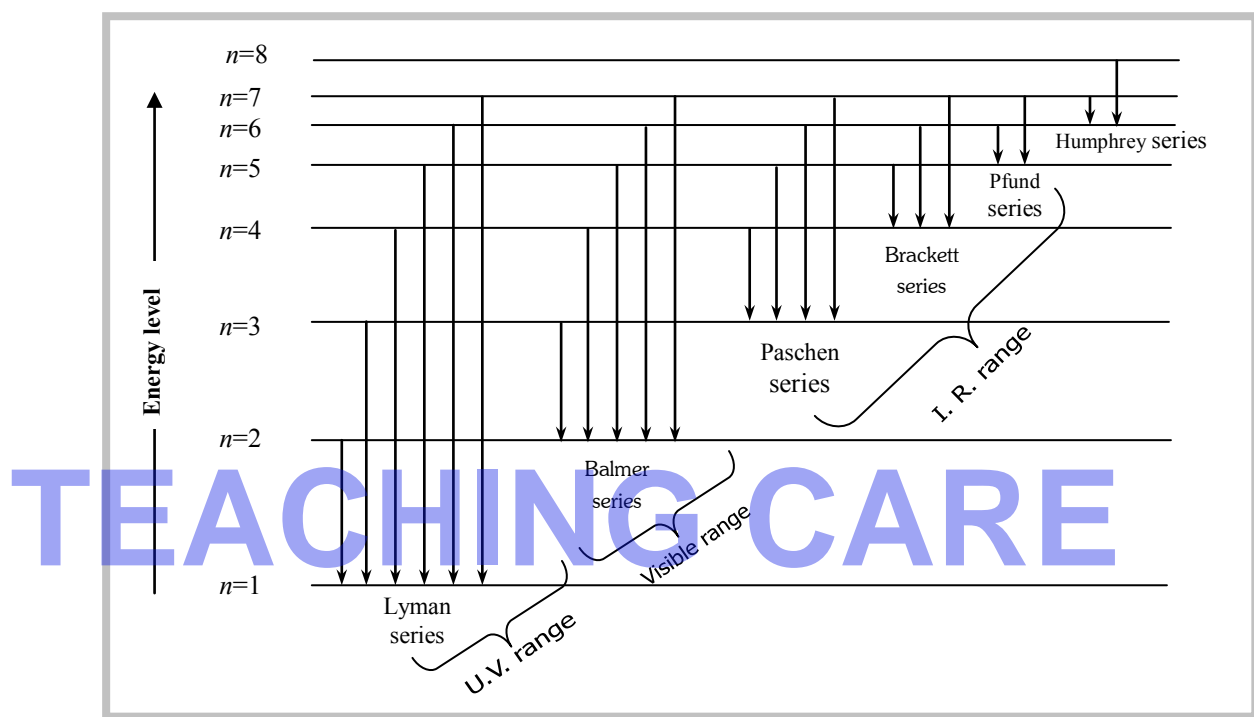 n=8
n=7
n=6
Humphrey series
n=5
Pfund
series
n=4
Brackett
series
Energy level
n=3
Paschen
series
I. R. range
n=2
Balmer
series
TEACHING CARE
Visible range
n=1
Lyman
series
U.V. range